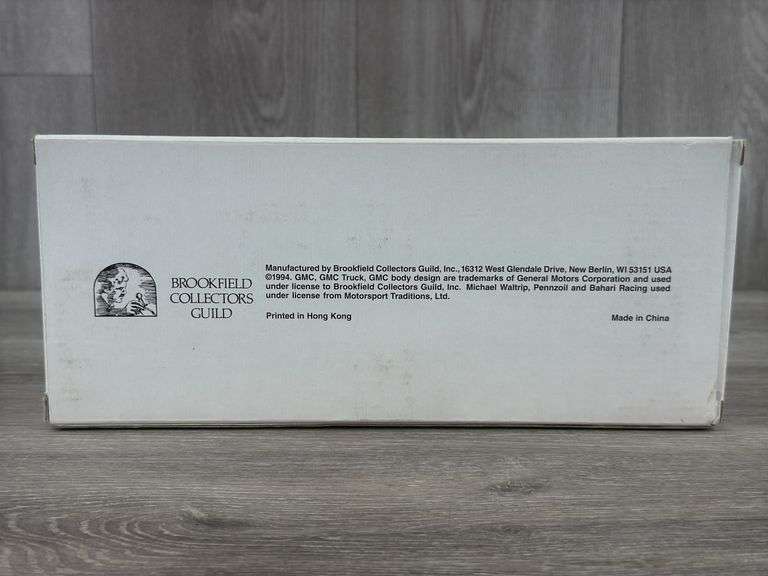 BROOKFIELD
COLLECTORS
GUILD
Manufactured by Brookfield Collectors Guild, Inc., 16312 West Glendale Drive, New Berlin, WI 53151 USA
©1994. GMC, GMC Truck, GMC body design are trademarks of General Motors Corporation and used
under license to Brookfield Collectors Guild, Inc. Michael Waltrip, Pennzoil and Bahari Racing used
under license from Motorsport Traditions, Ltd.
Printed in Hong Kong
Made in China